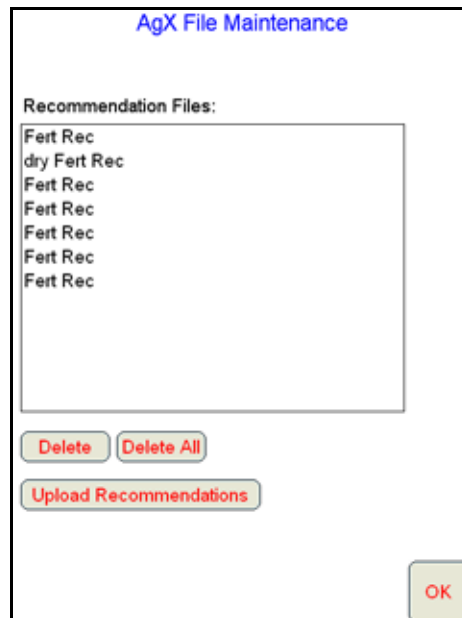 AgX File Maintenance
Recommendation Files:
Fert Rec
dry Fert Rec
Fert Rec
Fert Rec
Fert Rec
Fert Rec
Fert Rec
Delete Delete All
Upload Recommendations
OK